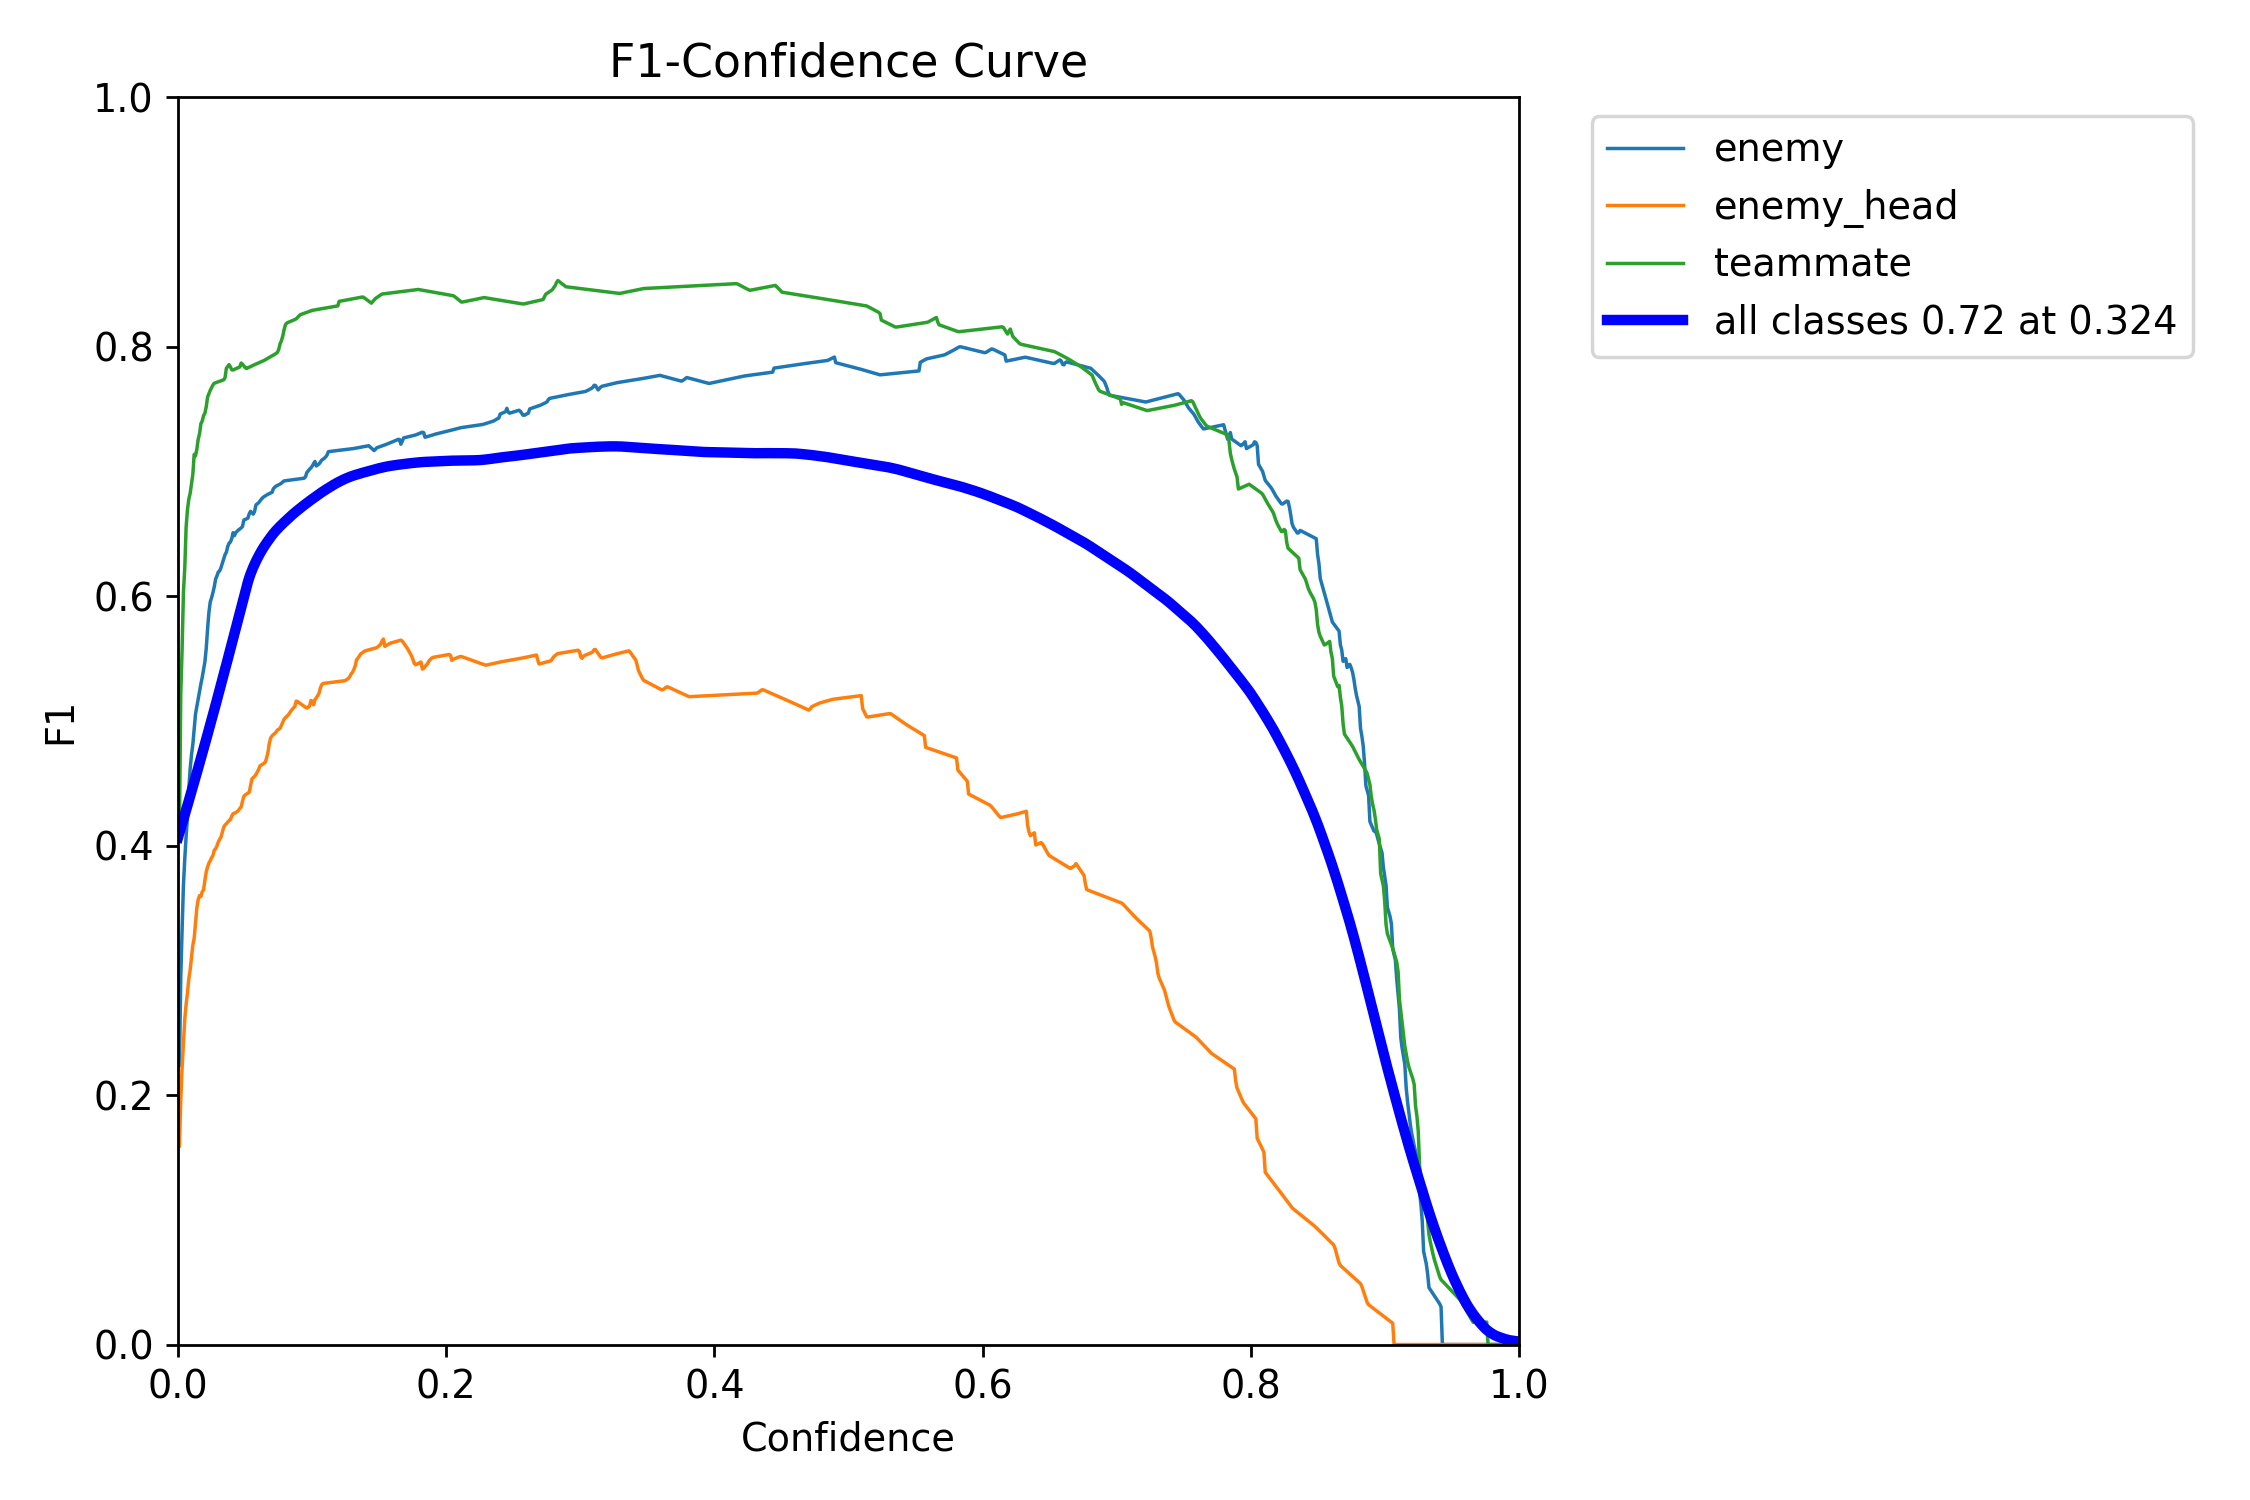 F1-Confidence Curve
1.0
0.8
0.6
0.4
0.2
0.0
F1
0.0 0.2 0.4 0.6 0.8 1.0
Confidence
enemy
enemy_head
teammate
all classes 0.72 at 0.324